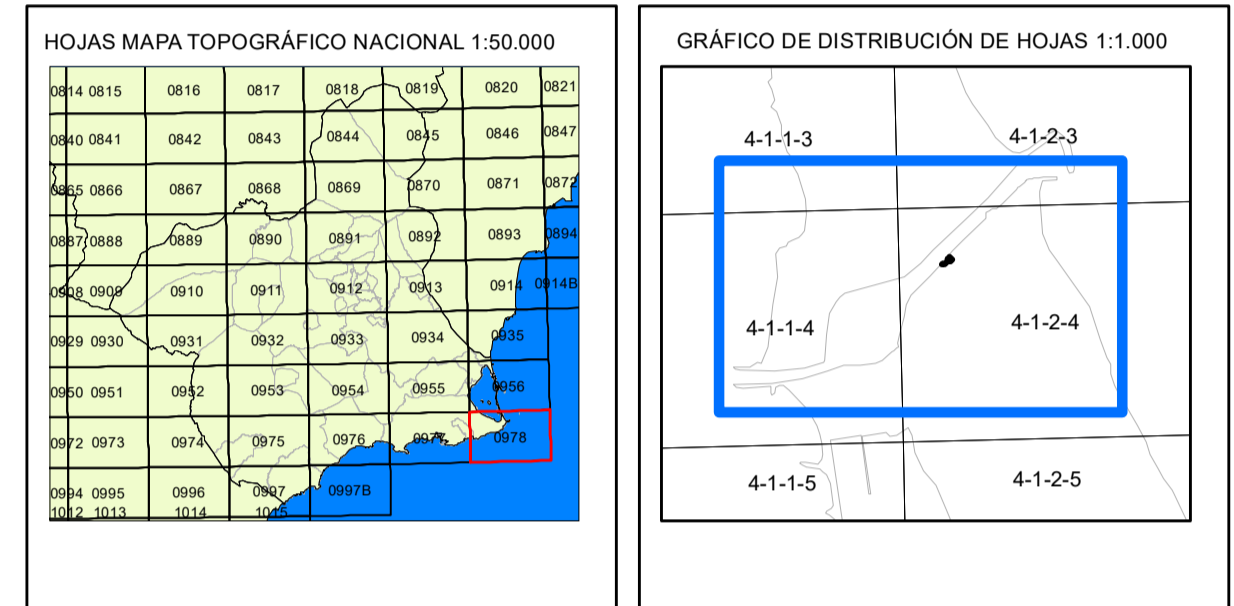 HOJAS MAPA TOPOGRÁFICO NACIONAL 1:50.000
0814 0815 0816 0817 0818 0819 0820 0821
0840 0841 0842 0843 0844 0845 0846 0847
0865 0866 0867 0868 0869 0870 0871 0872
0887 0888 0889 0890 0891 0892 0893 0894
0908 0909 0910 0911 0912 0913 0914 0914B
0929 0930 0931 0932 0933 0934 0935
0950 0951 0952 0953 0954 0955 0956
0972 0973 0974 0975 0976 0977 0978
0994 0995 0996 0997 0997B
1012 1013 1014 1015
GRÁFICO DE DISTRIBUCIÓN DE HOJAS 1:1.000
4-1-1-3 4-1-2-3
4-1-1-4 4-1-2-4
4-1-1-5 4-1-2-5